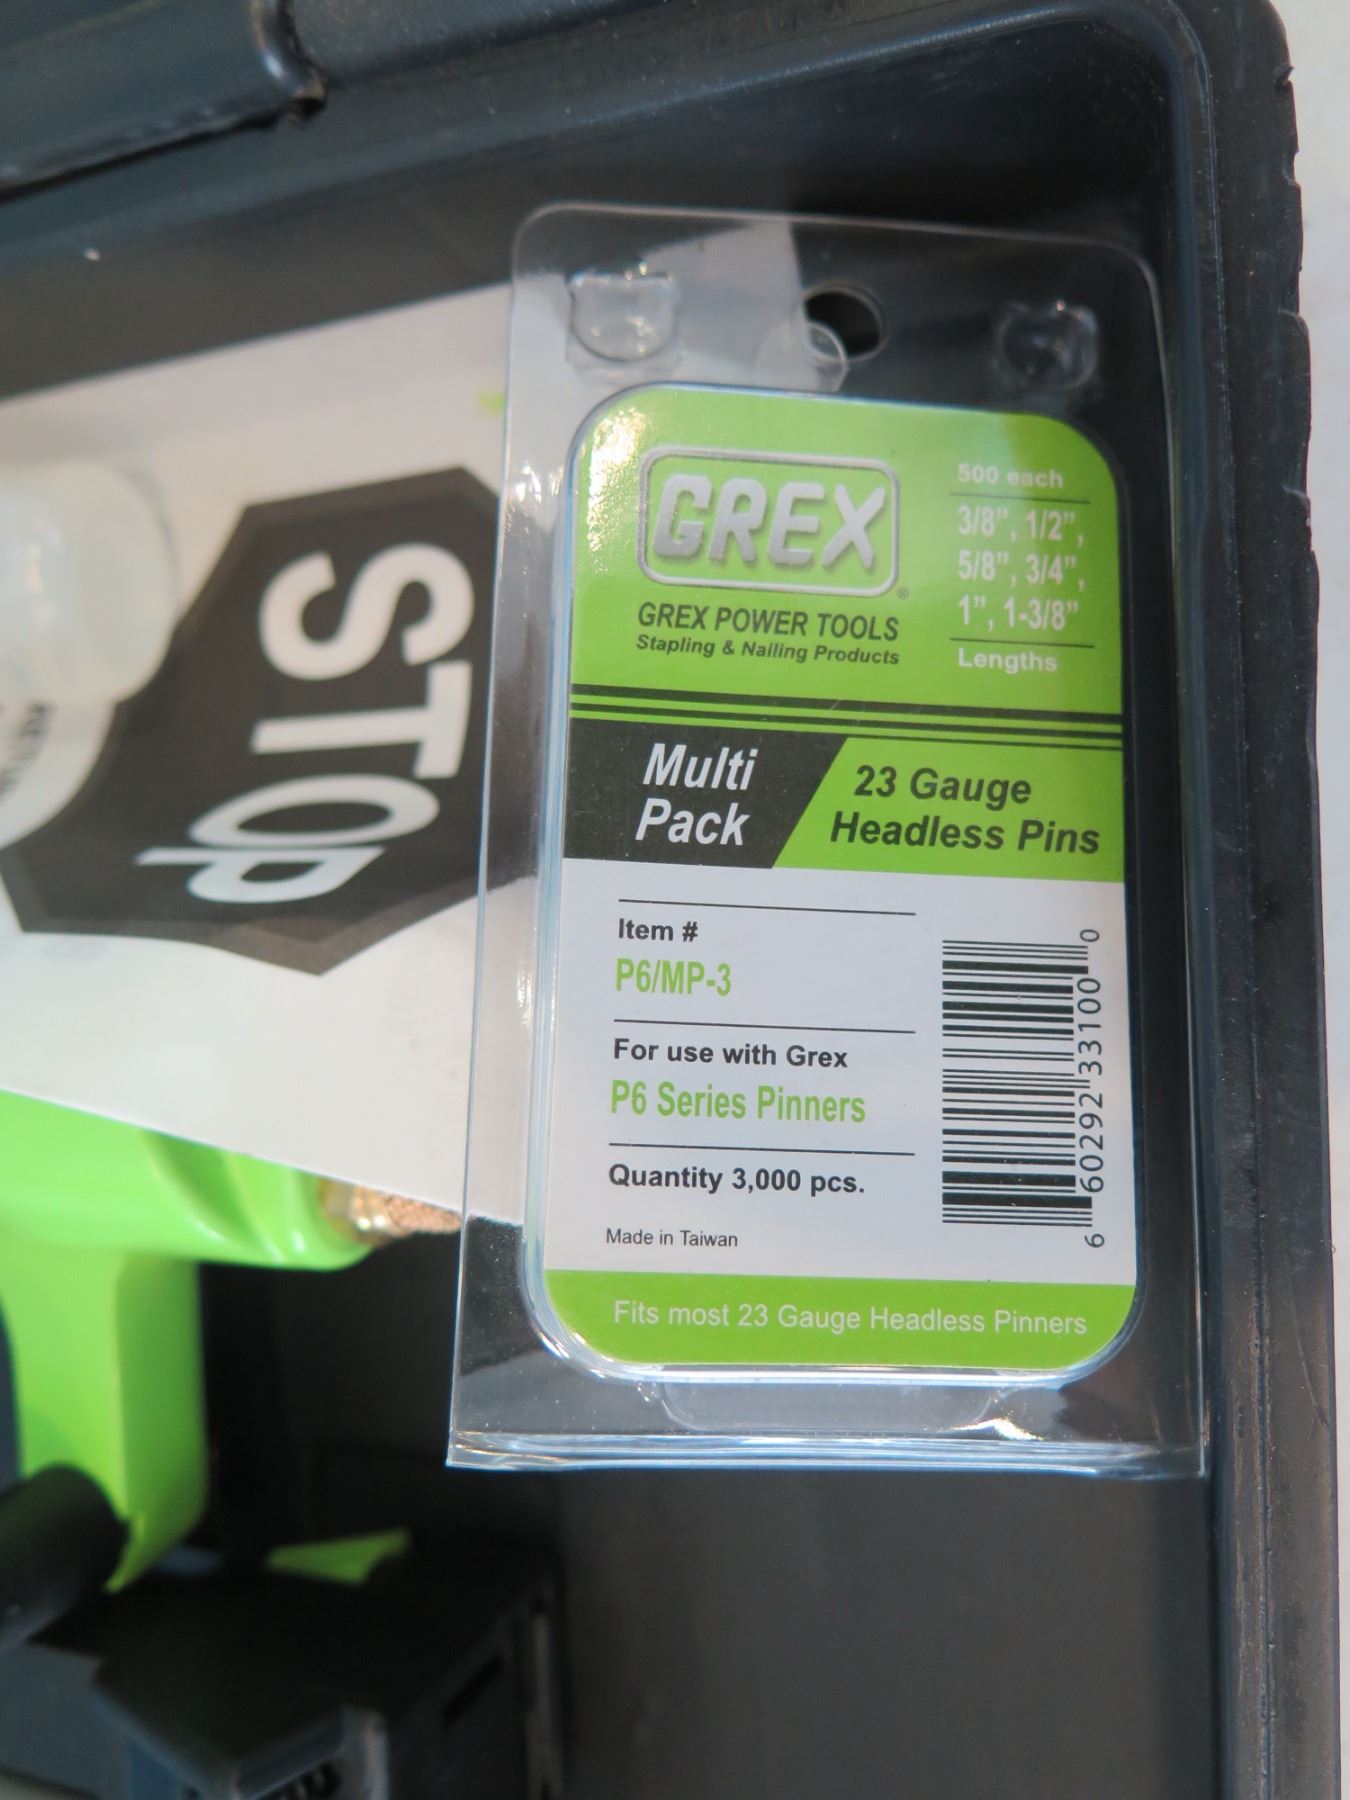 STOP
GREX
®
GREX POWER TOOLS
Stapling & Nailing Products
500 each
3/8", 1/2",
5/8", 3/4",
1", 1-3/8"
Lengths
Multi
Pack
23 Gauge
Headless Pins
Item #
P6/MP-3
For use with Grex
P6 Series Pinners
Quantity 3,000 pcs.
Made in Taiwan
6 60292 33100 0
Fits most 23 Gauge Headless Pinners